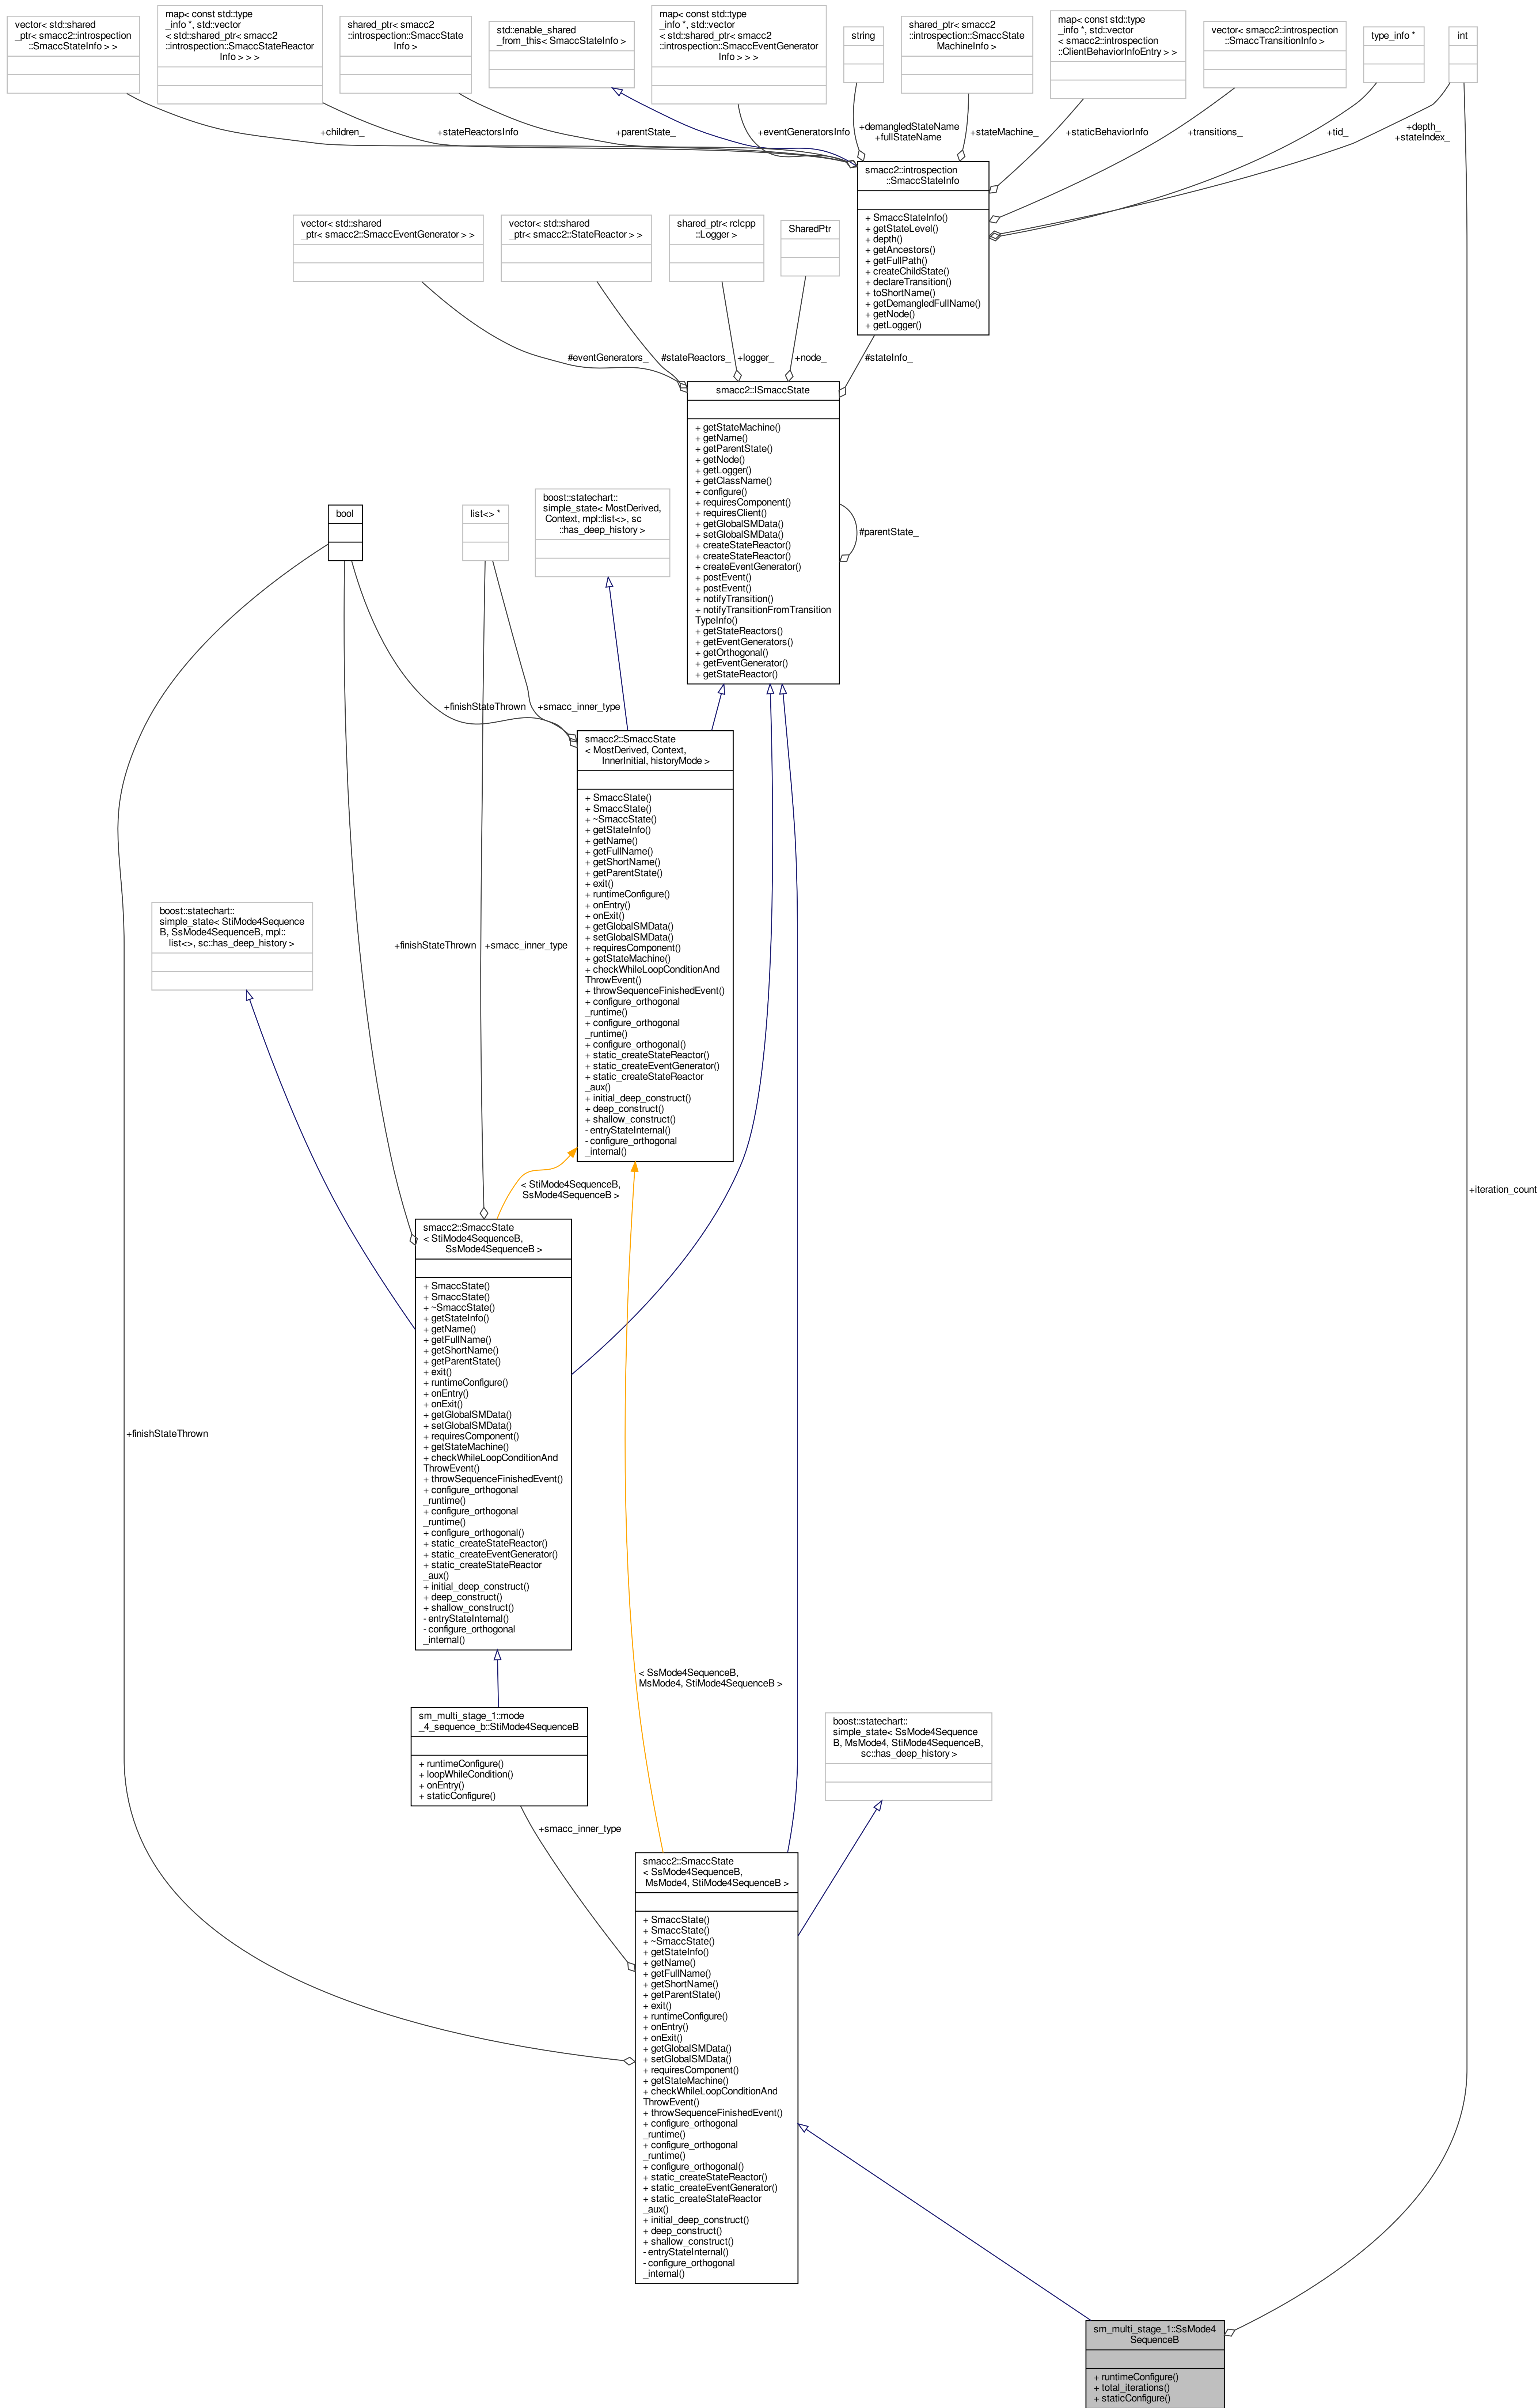 vector< std::shared
_ptr< smacc2::introspection
::SmaccStateInfo > >
map< const std::type
_info *, std::vector
< std::shared_ptr< smacc2
::introspection::SmaccStateReactor
Info > > >
shared_ptr< smacc2
::introspection::SmaccState
Info >
std::enable_shared
_from_this< SmaccStateInfo >
map< const std::type
_info *, std::vector
< std::shared_ptr< smacc2
::introspection::SmaccEventGenerator
Info > > >
string
shared_ptr< smacc2
::introspection::SmaccState
MachineInfo >
map< const std::type
_info *, std::vector
< smacc2::introspection
::ClientBehaviorInfoEntry > >
vector< smacc2::introspection
::SmaccTransitionInfo >
type_info *
int
+children_
+stateReactorsInfo
+parentState_
+eventGeneratorsInfo
+demangledStateName
+fullStateName
+stateMachine_
+staticBehaviorInfo
+transitions_
+tid_
+depth_
+stateIndex_
smacc2::introspection
::SmaccStateInfo
+ SmaccStateInfo()
+ getStateLevel()
+ depth()
+ getAncestors()
+ getFullPath()
+ createChildState()
+ declareTransition()
+ toShortName()
+ getDemangledFullName()
+ getNode()
+ getLogger()
vector< std::shared
_ptr< smacc2::SmaccEventGenerator > >
vector< std::shared
_ptr< smacc2::StateReactor > >
shared_ptr< rclcpp
::Logger >
SharedPtr
#eventGenerators_
#stateReactors_
+logger_
+node_
#stateInfo_
smacc2::ISmaccState
+ getStateMachine()
+ getName()
+ getParentState()
+ getNode()
+ getLogger()
+ getClassName()
+ configure()
+ requiresComponent()
+ requiresClient()
+ getGlobalSMData()
+ setGlobalSMData()
+ createStateReactor()
+ createStateReactor()
+ createEventGenerator()
+ postEvent()
+ postEvent()
+ notifyTransition()
+ notifyTransitionFromTransition
TypeInfo()
+ getStateReactors()
+ getEventGenerators()
+ getOrthogonal()
+ getEventGenerator()
+ getStateReactor()
#parentState_
bool
list<> *
boost::statechart::
simple_state< MostDerived,
Context, mpl::list<>, sc
::has_deep_history >
+finishStateThrown
+smacc_inner_type
smacc2::SmaccState
< MostDerived, Context,
InnerInitial, historyMode >
+ SmaccState()
+ SmaccState()
+ ~SmaccState()
+ getStateInfo()
+ getName()
+ getFullName()
+ getShortName()
+ getParentState()
+ exit()
+ runtimeConfigure()
+ onEntry()
+ onExit()
+ getGlobalSMData()
+ setGlobalSMData()
+ requiresComponent()
+ getStateMachine()
+ checkWhileLoopConditionAnd
ThrowEvent()
+ throwSequenceFinishedEvent()
+ configure_orthogonal
_runtime()
+ configure_orthogonal
_runtime()
+ configure_orthogonal()
+ static_createStateReactor()
+ static_createEventGenerator()
+ static_createStateReactor
_aux()
+ initial_deep_construct()
+ deep_construct()
+ shallow_construct()
- entryStateInternal()
- configure_orthogonal
_internal()
boost::statechart::
simple_state< StiMode4Sequence
B, SsMode4SequenceB, mpl::
list<>, sc::has_deep_history >
+finishStateThrown
+smacc_inner_type
< StiMode4SequenceB,
SsMode4SequenceB >
+iteration_count
smacc2::SmaccState
< StiMode4SequenceB,
SsMode4SequenceB >
+ SmaccState()
+ SmaccState()
+ ~SmaccState()
+ getStateInfo()
+ getName()
+ getFullName()
+ getShortName()
+ getParentState()
+ exit()
+ runtimeConfigure()
+ onEntry()
+ onExit()
+ getGlobalSMData()
+ setGlobalSMData()
+ requiresComponent()
+ getStateMachine()
+ checkWhileLoopConditionAnd
ThrowEvent()
+ throwSequenceFinishedEvent()
+ configure_orthogonal
_runtime()
+ configure_orthogonal
_runtime()
+ configure_orthogonal()
+ static_createStateReactor()
+ static_createEventGenerator()
+ static_createStateReactor
_aux()
+ initial_deep_construct()
+ deep_construct()
+ shallow_construct()
- entryStateInternal()
- configure_orthogonal
_internal()
+finishStateThrown
< SsMode4SequenceB,
MsMode4, StiMode4SequenceB >
sm_multi_stage_1::mode
_4_sequence_b::StiMode4SequenceB
+ runtimeConfigure()
+ loopWhileCondition()
+ onEntry()
+ staticConfigure()
boost::statechart::
simple_state< SsMode4Sequence
B, MsMode4, StiMode4SequenceB,
sc::has_deep_history >
+smacc_inner_type
smacc2::SmaccState
< SsMode4SequenceB,
MsMode4, StiMode4SequenceB >
+ SmaccState()
+ SmaccState()
+ ~SmaccState()
+ getStateInfo()
+ getName()
+ getFullName()
+ getShortName()
+ getParentState()
+ exit()
+ runtimeConfigure()
+ onEntry()
+ onExit()
+ getGlobalSMData()
+ setGlobalSMData()
+ requiresComponent()
+ getStateMachine()
+ checkWhileLoopConditionAnd
ThrowEvent()
+ throwSequenceFinishedEvent()
+ configure_orthogonal
_runtime()
+ configure_orthogonal
_runtime()
+ configure_orthogonal()
+ static_createStateReactor()
+ static_createEventGenerator()
+ static_createStateReactor
_aux()
+ initial_deep_construct()
+ deep_construct()
+ shallow_construct()
- entryStateInternal()
- configure_orthogonal
_internal()
sm_multi_stage_1::SsMode4
SequenceB
+ runtimeConfigure()
+ total_iterations()
+ staticConfigure()